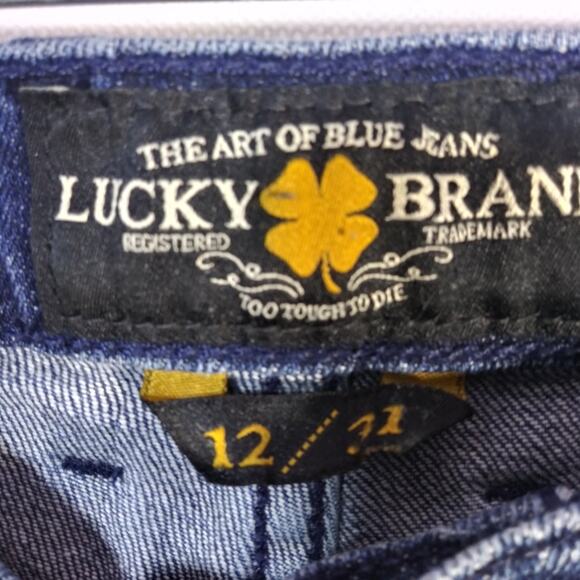 THE ART OF BLUE JEANS
LUCKY BRAN
REGISTERED TRADEMARK
TOO TOUGH TO DIE
12 / 31